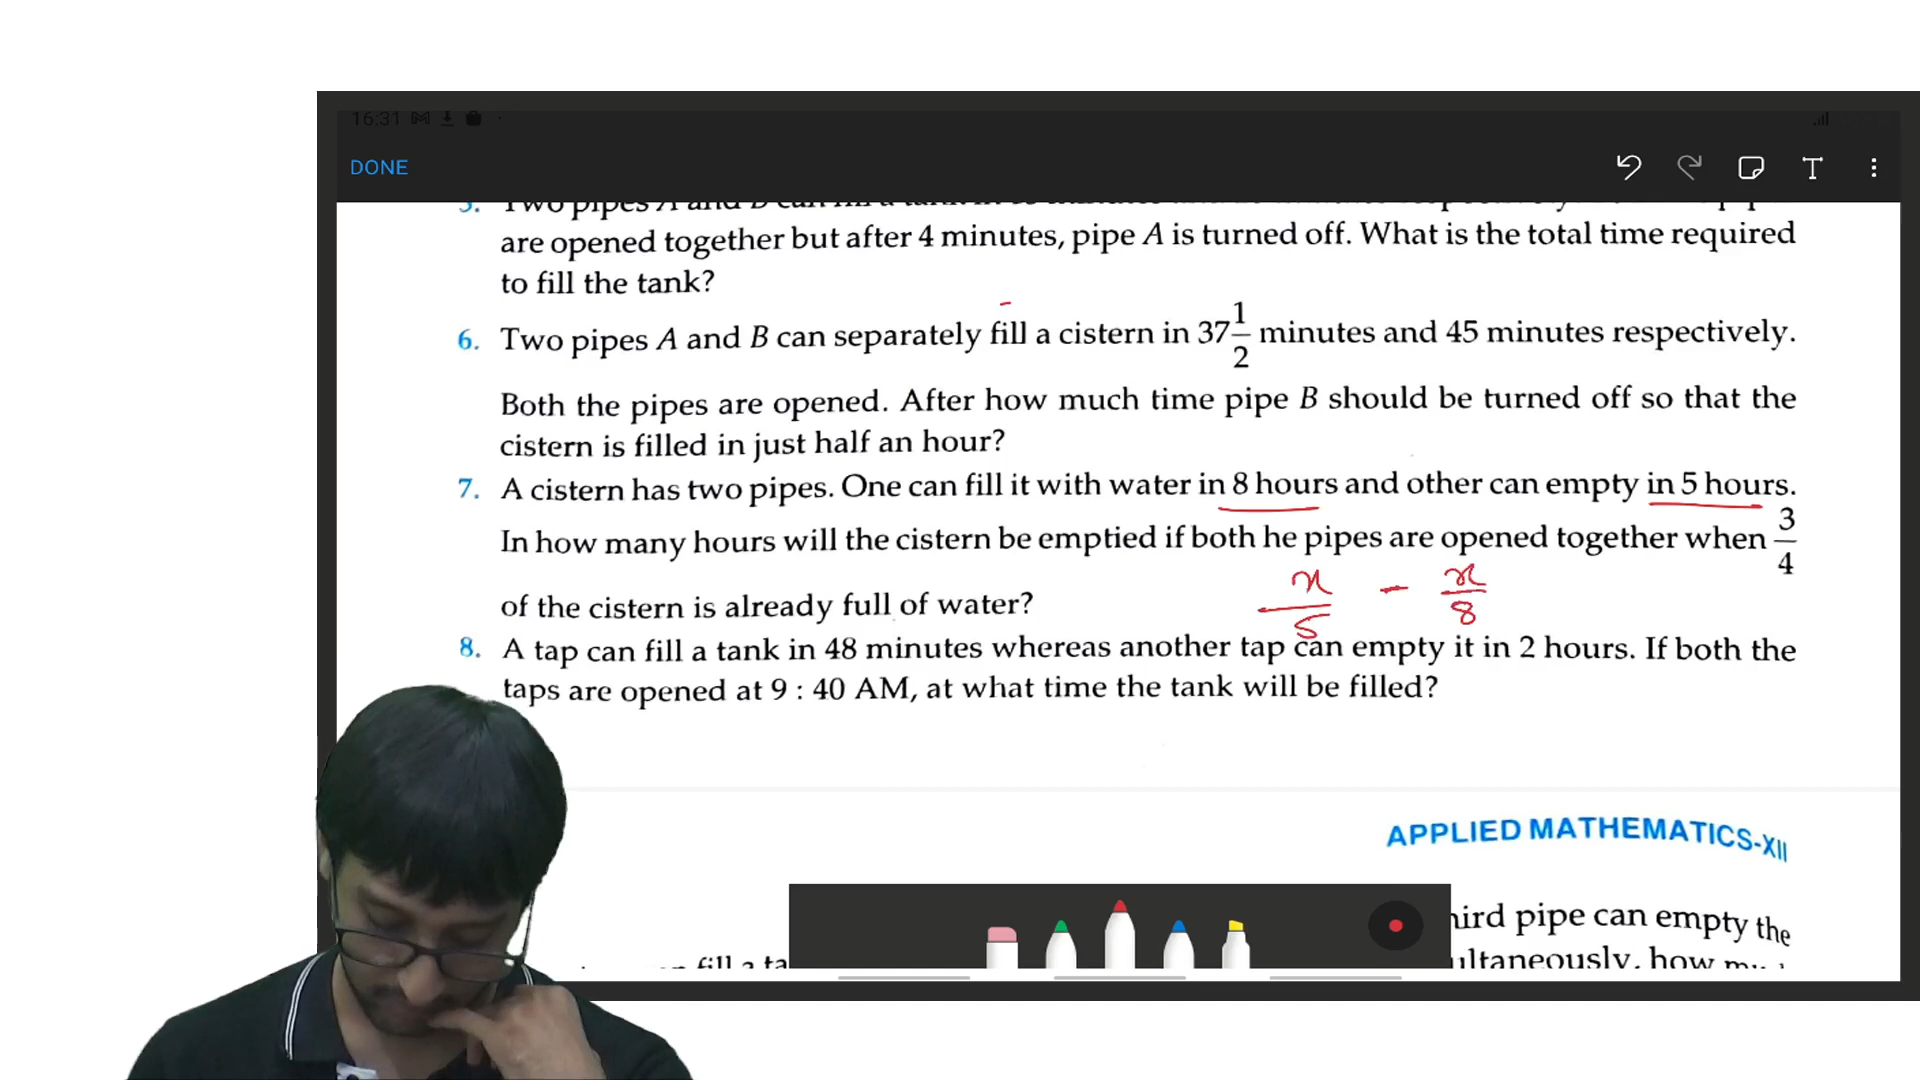 16:31
DONE
are opened together but after 4 minutes, pipe A is turned off. What is the total time required
to fill the tank?
6. Two pipes A and B can separately fill a cistern in 37 1/2 minutes and 45 minutes respectively.
Both the pipes are opened. After how much time pipe B should be turned off so that the
cistern is filled in just half an hour?
7. A cistern has two pipes. One can fill it with water in 8 hours and other can empty in 5 hours.
In how many hours will the cistern be emptied if both he pipes are opened together when 3/4
of the cistern is already full of water?
x/5 - x/8
8. A tap can fill a tank in 48 minutes whereas another tap can empty it in 2 hours. If both the
taps are opened at 9 : 40 AM, at what time the tank will be filled?
APPLIED MATHEMATICS-XII
pipe can empty the
fill a
how